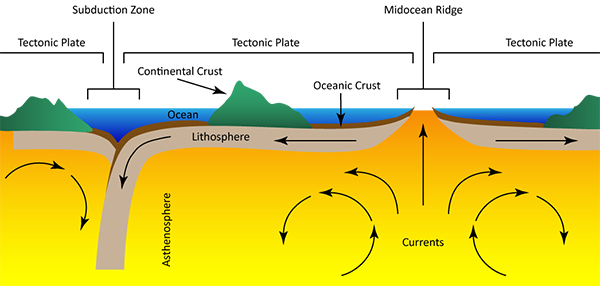 Subduction Zone
Midocean Ridge
Tectonic Plate
Tectonic Plate
Tectonic Plate
Continental Crust
Oceanic Crust
Ocean
Lithosphere
Asthenosphere
Currents